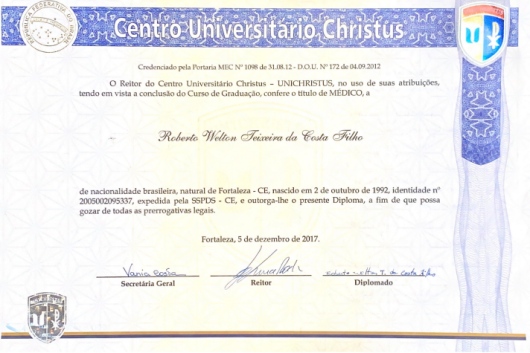 Centro Universitário Christus
Credenciado pela Portaria MEC Nº 1098 de 31.08.12 - D.O.U. Nº 172 de 04.09.2012
O Reitor do Centro Universitário Christus – UNICHRISTUS, no uso de suas atribuições,
tendo em vista a conclusão do Curso de Graduação, confere o título de MÉDICO, a
Roberto Welton Teixeira da Costa Filho
de nacionalidade brasileira, natural de Fortaleza - CE, nascido em 2 de outubro de 1992, identidade nº
2005002095337, expedida pela SSPDS - CE, e outorga-lhe o presente Diploma, a fim de que possa
gozar de todas as prerrogativas legais.
Fortaleza, 5 de dezembro de 2017.
Vania
Secretária Geral
Reitor
T. da Costa Filho
Diplomado